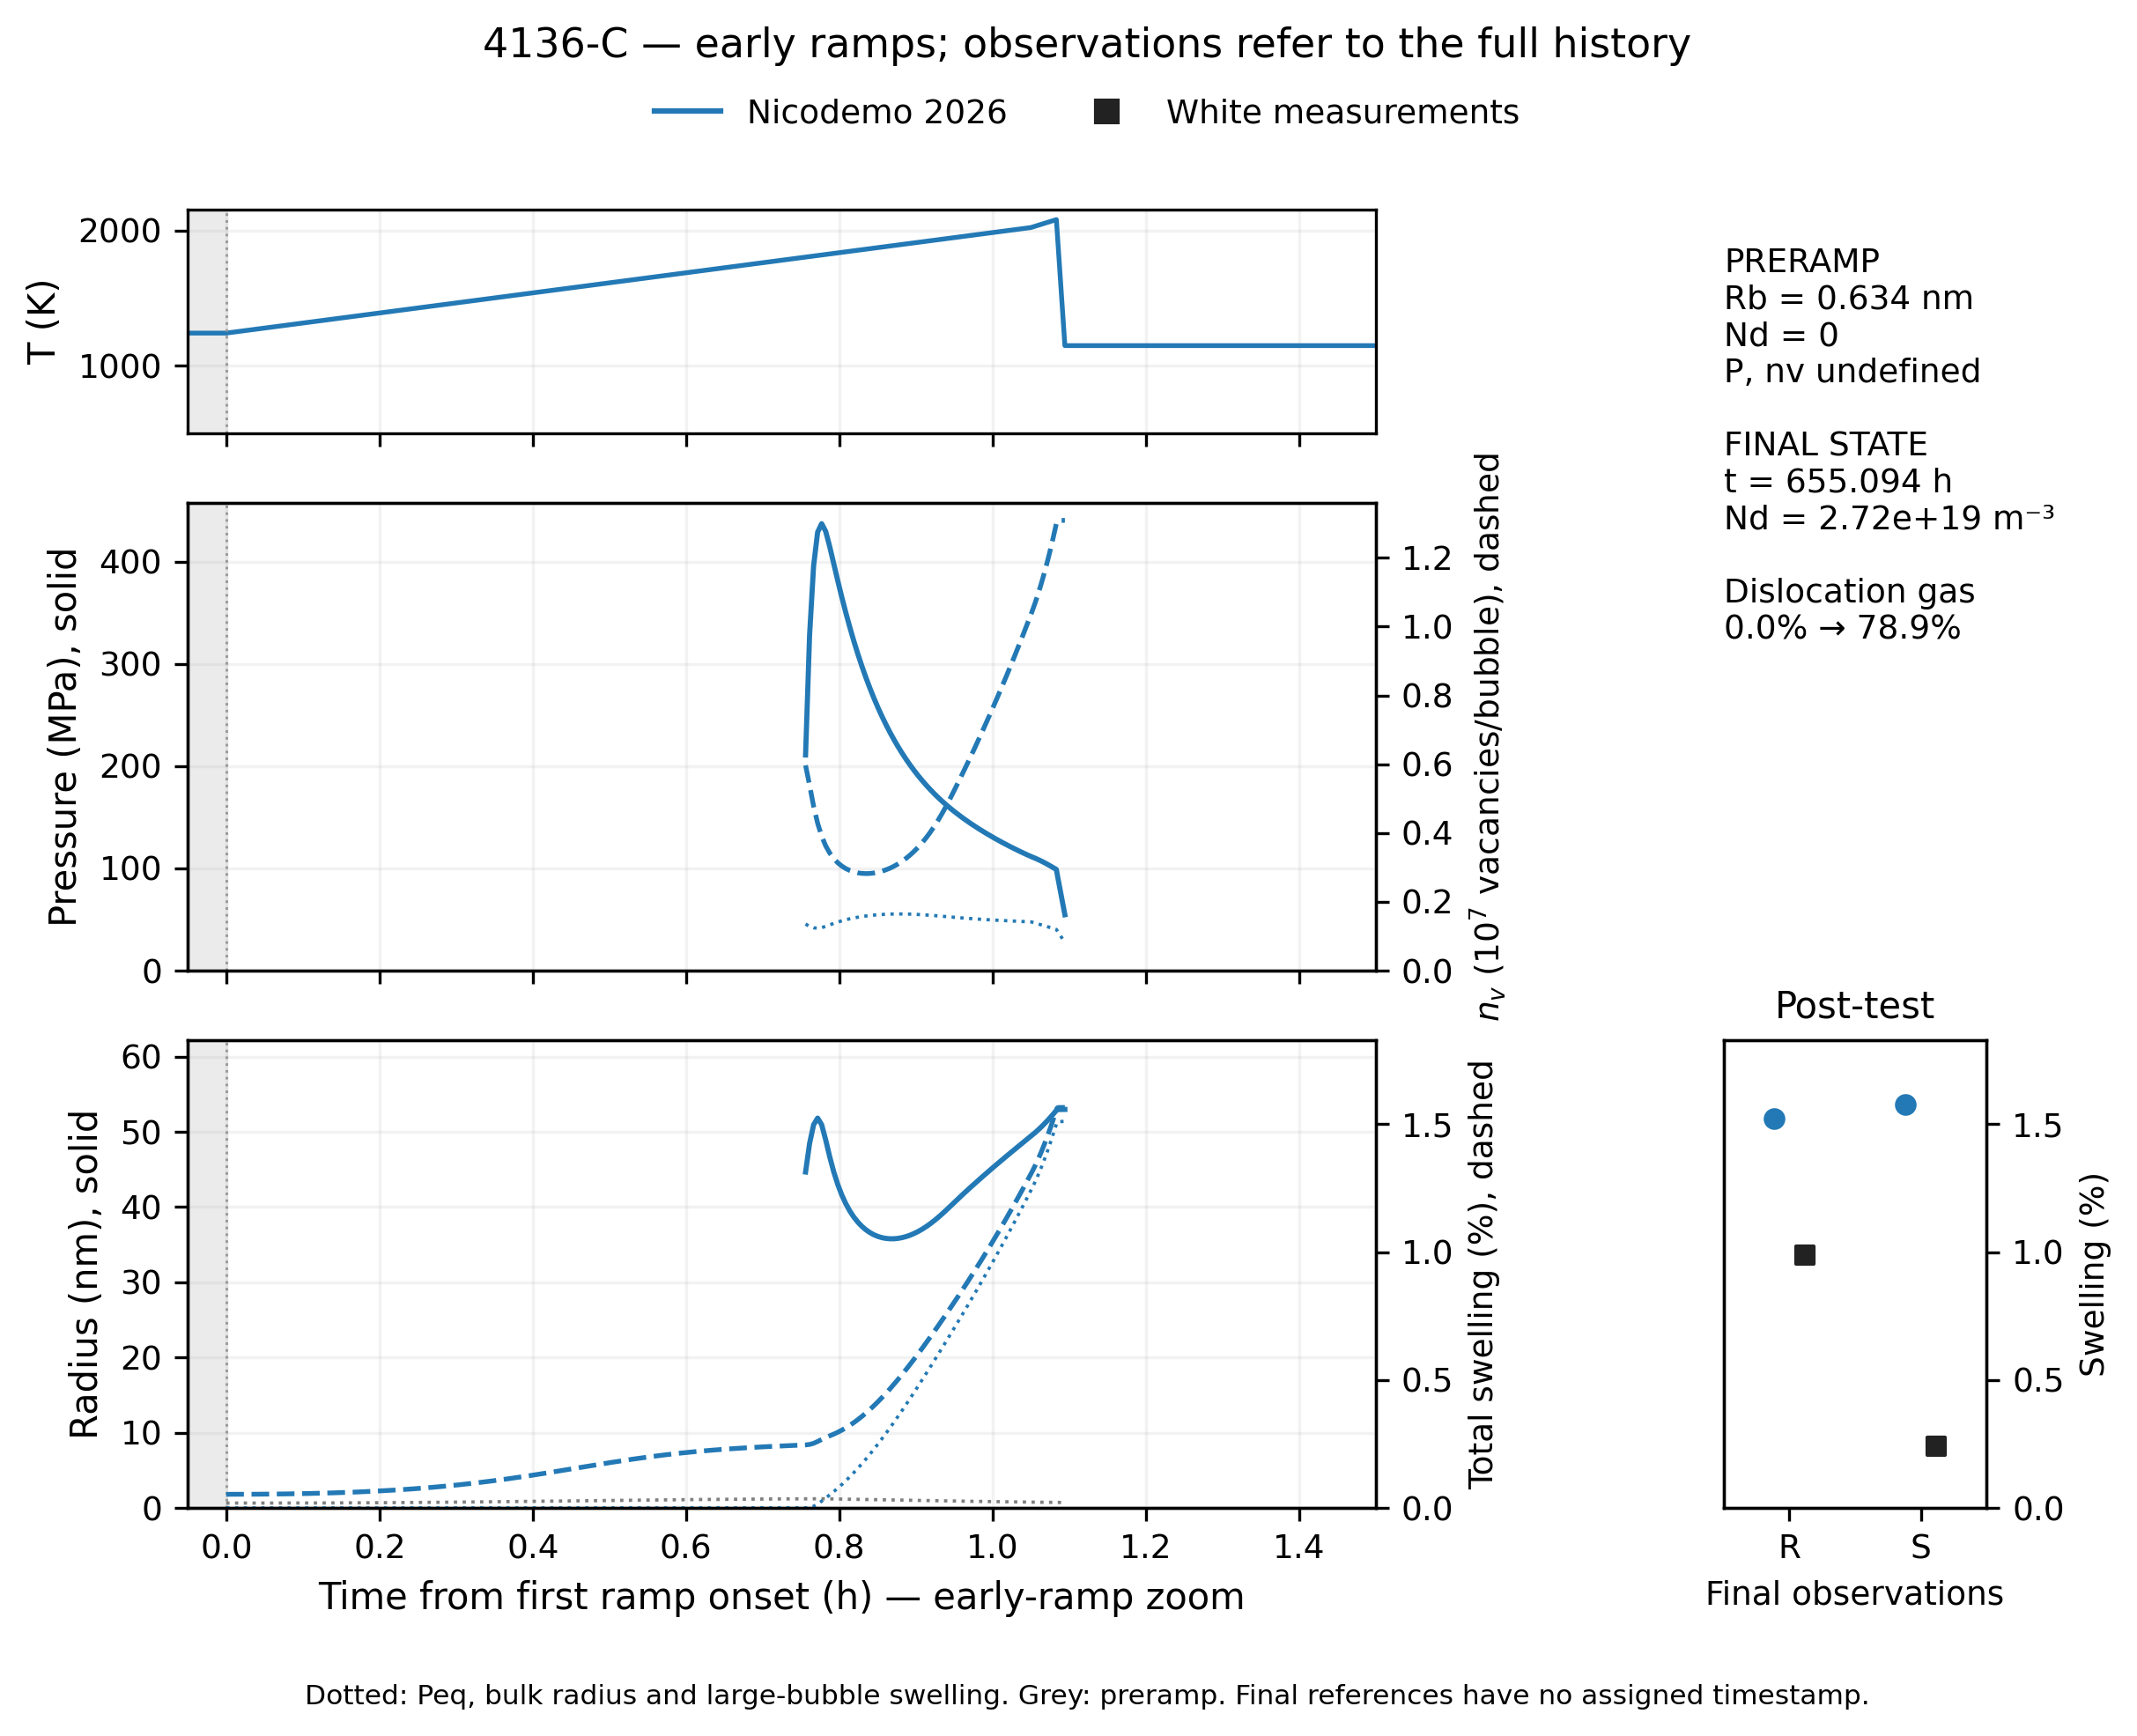 4136-C — early ramps; observations refer to the full history
Nicodemo 2026
White measurements
2000
1000
T (K)
PRERAMP
Rb = 0.634 nm
Nd = 0
P, nv undefined
FINAL STATE
t = 655.094 h
Nd = 2.72e+19 m⁻³
Dislocation gas
0.0% → 78.9%
400
300
200
100
0
Pressure (MPa), solid
1.2
1.0
0.8
0.6
0.4
0.2
0.0
nᵥ (10⁷ vacancies/bubble), dashed
60
50
40
30
20
10
0
Radius (nm), solid
1.5
1.0
0.5
0.0
Total swelling (%), dashed
0.0 0.2 0.4 0.6 0.8 1.0 1.2 1.4
Time from first ramp onset (h) — early-ramp zoom
Post-test
1.5
1.0
0.5
0.0
Swelling (%)
R S
Final observations
Dotted: Peq, bulk radius and large-bubble swelling. Grey: preramp. Final references have no assigned timestamp.